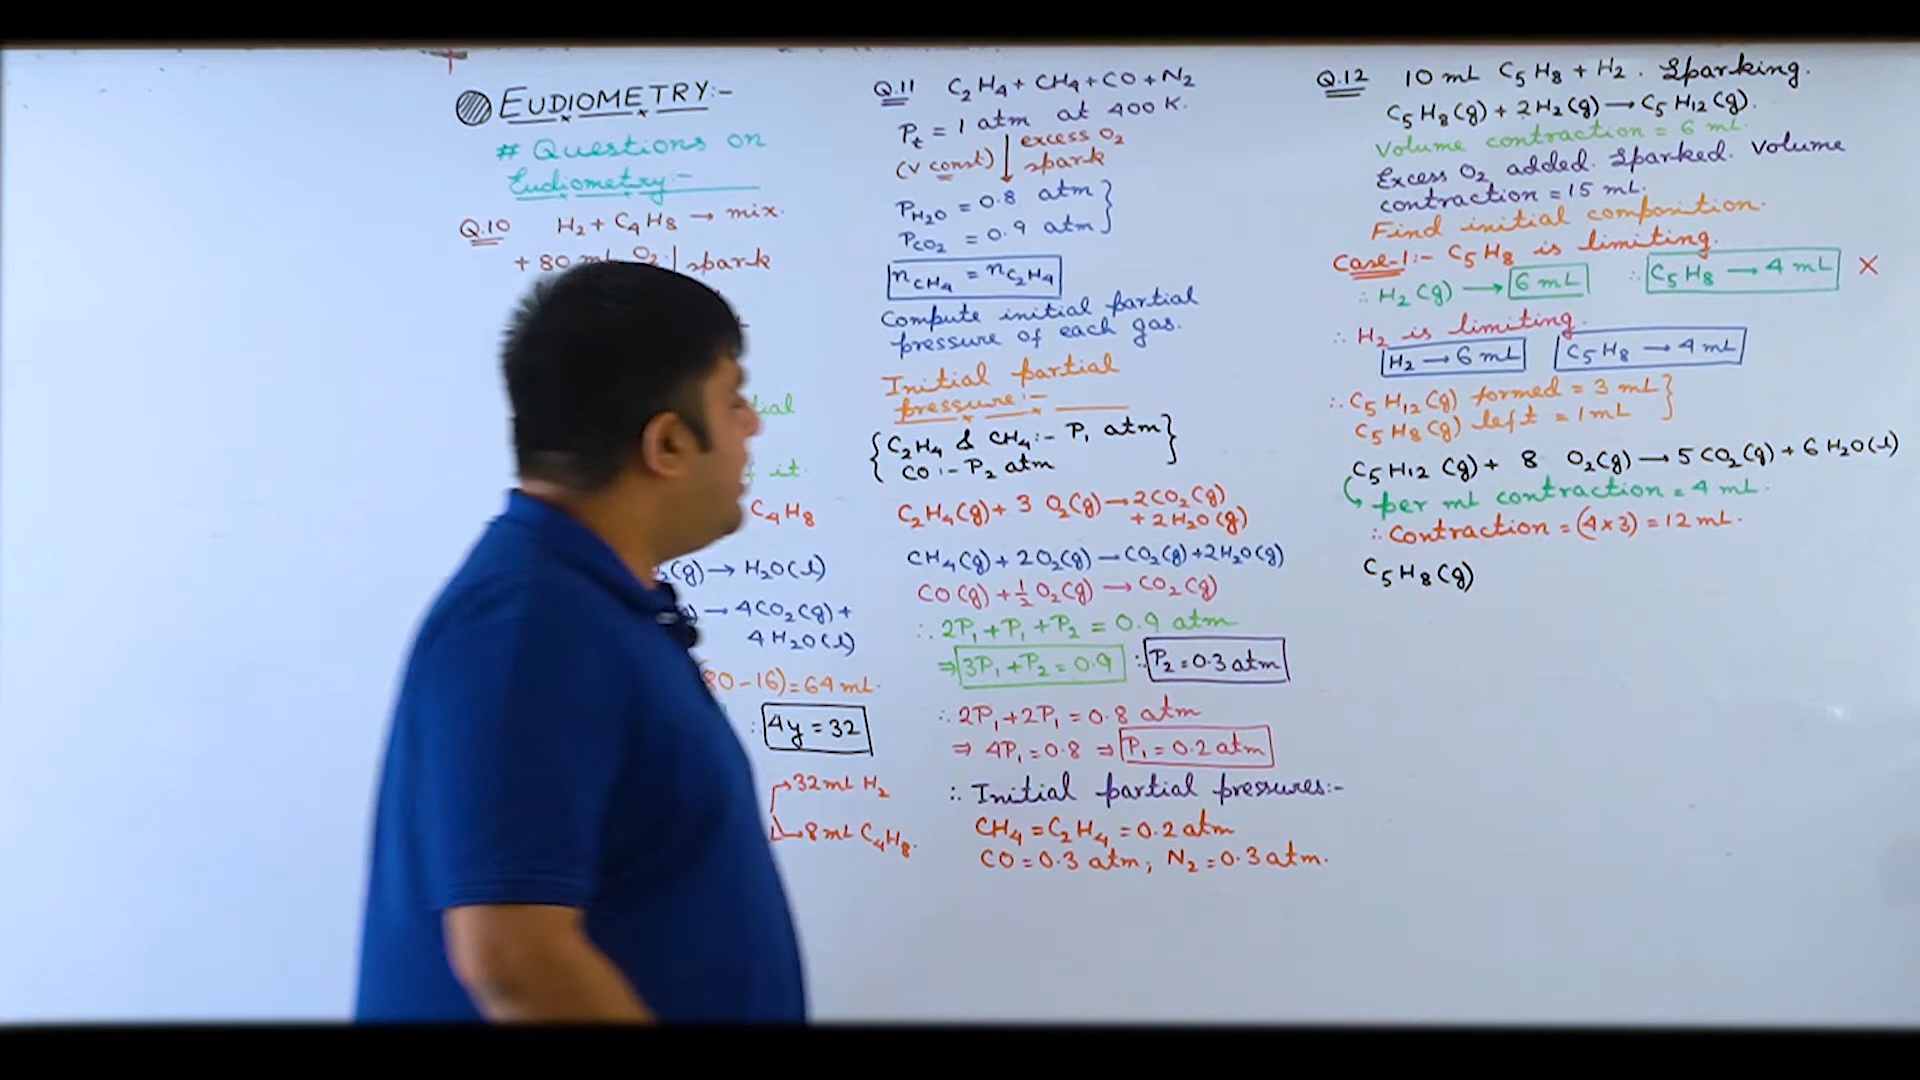 EUDIOMETRY:-
# Questions on
Eudiometry:-
Q.10 H₂ + C₄H₈ → mix.
+ 80 mL O₂ | spark
it.
C₄H₈
(g) → H₂O(l)
→ 4CO₂(g) +
4H₂O(l)
(80-16) = 64 mL.
∴ 4y = 32
→ 32 mL H₂
→ 8 mL C₄H₈.
Q.11 C₂H₄ + CH₄ + CO + N₂
Pt = 1 atm at 400 K.
(V const) ↓ excess O₂
spark
PH₂O = 0.8 atm }
PCO₂ = 0.9 atm }
nCH₄ = nC₂H₄
Compute initial partial
pressure of each gas.
Initial partial
pressure:-
{ C₂H₄ & CH₄:- P₁ atm }
CO:- P₂ atm
C₂H₄(g) + 3 O₂(g) → 2CO₂(g)
+ 2H₂O(g)
CH₄(g) + 2O₂(g) → CO₂(g) + 2H₂O(g)
CO(g) + ½ O₂(g) → CO₂(g)
∴ 2P₁ + P₁ + P₂ = 0.9 atm
⇒ 3P₁ + P₂ = 0.9 ∴ P₂ = 0.3 atm
∴ 2P₁ + 2P₁ = 0.8 atm
⇒ 4P₁ = 0.8 ⇒ P₁ = 0.2 atm
∴ Initial partial pressures:-
CH₄ = C₂H₄ = 0.2 atm
CO = 0.3 atm; N₂ = 0.3 atm.
Q.12 10 mL C₅H₈ + H₂. Sparking.
C₅H₈(g) + 2H₂(g) → C₅H₁₂(g).
Volume contraction = 6 mL.
Excess O₂ added. Sparked. Volume
contraction = 15 mL.
Find initial composition.
Case-1:- C₅H₈ is limiting.
∴ H₂(g) → 6 mL ∴ C₅H₈ → 4 mL ×
∴ H₂ is limiting.
H₂ → 6 mL C₅H₈ → 4 mL
∴ C₅H₁₂(g) formed = 3 mL }
C₅H₈(g) left = 1 mL }
C₅H₁₂(g) + 8 O₂(g) → 5CO₂(g) + 6H₂O(l)
↳ per mL contraction = 4 mL.
∴ Contraction = (4×3) = 12 mL.
C₅H₈(g)